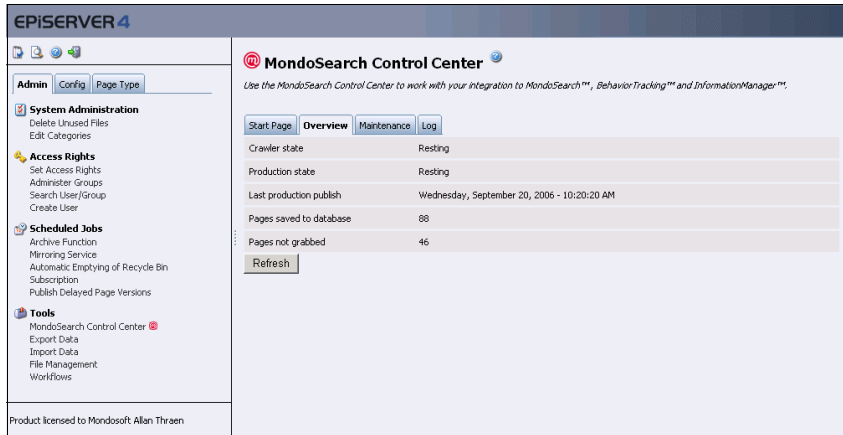 EPiSERVER 4
Admin Config Page Type
System Administration
Delete Unused Files
Edit Categories
Access Rights
Set Access Rights
Administer Groups
Search User/Group
Create User
Scheduled Jobs
Archive Function
Mirroring Service
Automatic Emptying of Recycle Bin
Subscription
Publish Delayed Page Versions
Tools
MondoSearch Control Center
Export Data
Import Data
File Management
Workflows
Product licensed to Mondosoft Allan Thraen
MondoSearch Control Center
Use the MondoSearch Control Center to work with your integration to MondoSearch™, BehaviorTracking™ and InformationManager™.
Start Page Overview Maintenance Log
Crawler state Resting
Production state Resting
Last production publish Wednesday, September 20, 2006 - 10:20:20 AM
Pages saved to database 88
Pages not grabbed 46
Refresh